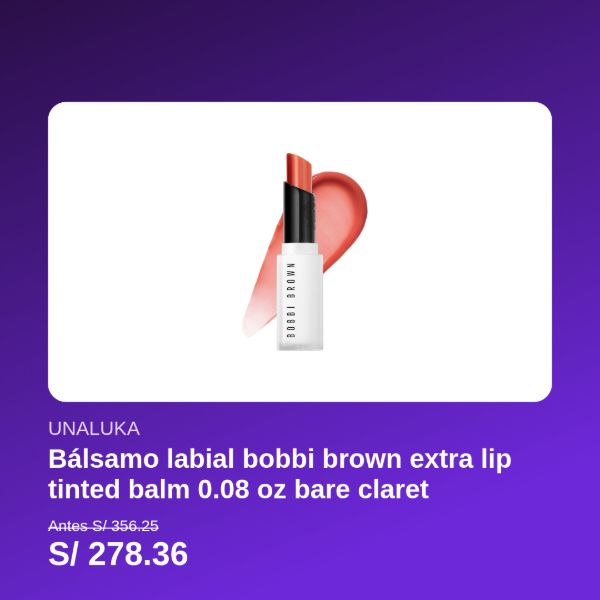 BOBBI BROWN
UNALUKA
Bálsamo labial bobbi brown extra lip
tinted balm 0.08 oz bare claret
Antes S/ 356.25
S/ 278.36